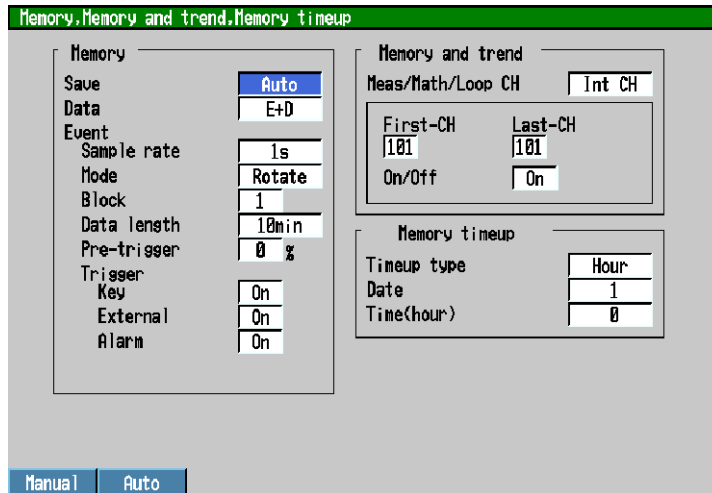 Memory,Memory and trend,Memory timeup
Memory
Save Auto
Data E+D
Event
Sample rate 1s
Mode Rotate
Block 1
Data length 10min
Pre-trigger 0 %
Trigger
Key On
External On
Alarm On
Memory and trend
Meas/Math/Loop CH Int CH
First-CH Last-CH
101 101
On/Off On
Memory timeup
Timeup type Hour
Date 1
Time(hour) 0
Manual Auto